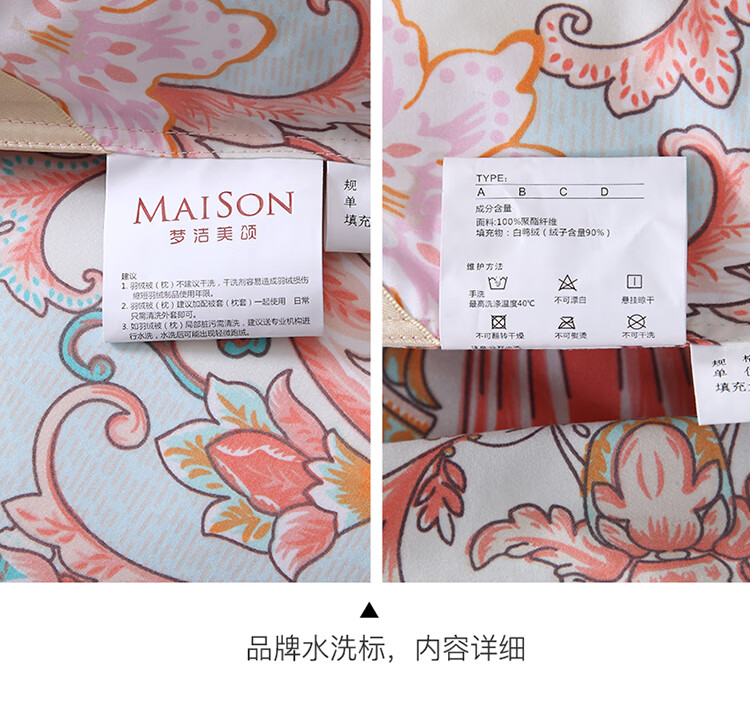 MAISON
梦洁美颂
建议
1. 羽绒被（枕）不建议干洗，干洗剂容易造成羽绒损伤
缩短羽绒制品使用年限。
2. 羽绒被（枕）建议加配被套（枕套）一起使用 日常
只需清洗外套即可。
3. 如羽绒被（枕）局部脏污需清洗，建议送专业机构进
行水洗，水洗后可能出现轻微跑绒。
规
单
填充
TYPE:
A B C D
成分含量
面料:100%聚酯纤维
填充物：白鸭绒（绒子含量90%）
维护方法
手洗
最高洗涤温度40℃
不可漂白
悬挂晾干
不可翻转干燥
不可熨烫
不可干洗
规 格
单
填充
品牌水洗标，内容详细